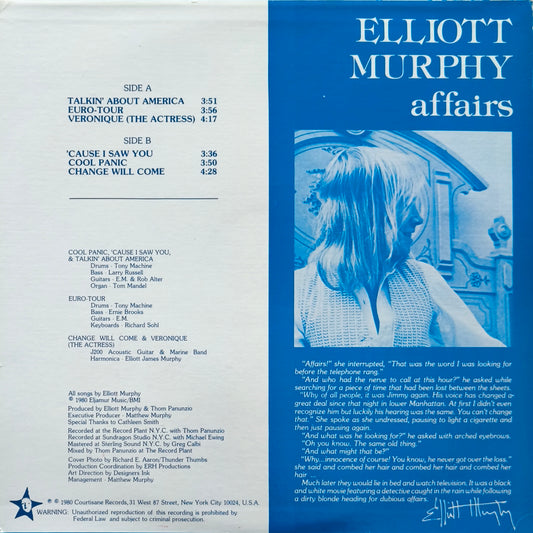 ELLIOTT
MURPHY
affairs
SIDE A
TALKIN' ABOUT AMERICA 3:51
EURO-TOUR 3:56
VERONIQUE (THE ACTRESS) 4:17
SIDE B
'CAUSE I SAW YOU 3:36
COOL PANIC 3:50
CHANGE WILL COME 4:28
COOL PANIC, 'CAUSE I SAW YOU,
& TALKIN' ABOUT AMERICA
Drums · Tony Machine
Bass · Larry Russell
Guitars · E.M. & Rob Alter
Organ · Tom Mandel
EURO-TOUR
Drums · Tony Machine
Bass · Ernie Brooks
Guitars · E.M.
Keyboards · Richard Sohl
CHANGE WILL COME & VERONIQUE
(THE ACTRESS)
J200 Acoustic Guitar & Marine Band
Harmonica · Elliott James Murphy
All songs by Elliott Murphy
℗ 1980 Eljamur Music/BMI
Produced by Elliott Murphy & Thom Panunzio
Executive Producer · Matthew Murphy
Special Thanks to Cathleen Smith
Recorded at the Record Plant N.Y.C. with Thom Panunzio
Recorded at Sundragon Studio N.Y.C. with Michael Ewing
Mastered at Sterling Sound N.Y.C. by Greg Calbi
Mixed by Thom Panunzio at The Record Plant
Cover Photo by Richard E. Aaron/Thunder Thumbs
Production Coordination by ERH Productions
Art Direction by Designers Ink
Management · Matthew Murphy
℗ © 1980 Courtisane Records, 31 West 87 Street, New York City 10024, U.S.A.
WARNING: Unauthorized reproduction of this recording is prohibited by
Federal Law and subject to criminal prosecution.
"Affairs!" she interrupted, "That was the word I was looking for
before the telephone rang."
"And who had the nerve to call at this hour?" he asked while
searching for a piece of time that had been lost between the sheets.
"Why of all people, it was Jimmy again. His voice has changed a
great deal since that night in lower Manhattan. At first I didn't even
recognize him but luckily his hearing was the same. You can't change
that." She spoke as she undressed, pausing to light a cigarette and
then just pausing again.
"And what was he looking for?" he asked with arched eyebrows.
"Oh you know. The same old thing."
"And what might that be?"
"Why...innocence of course! You know, he never got over the loss."
she said and combed her hair and combed her hair and combed her
hair ...
Much later they would lie in bed and watch television. It was a black
and white movie featuring a detective caught in the rain while following
a dirty blonde heading for dubious affairs.
Elliott Murphy